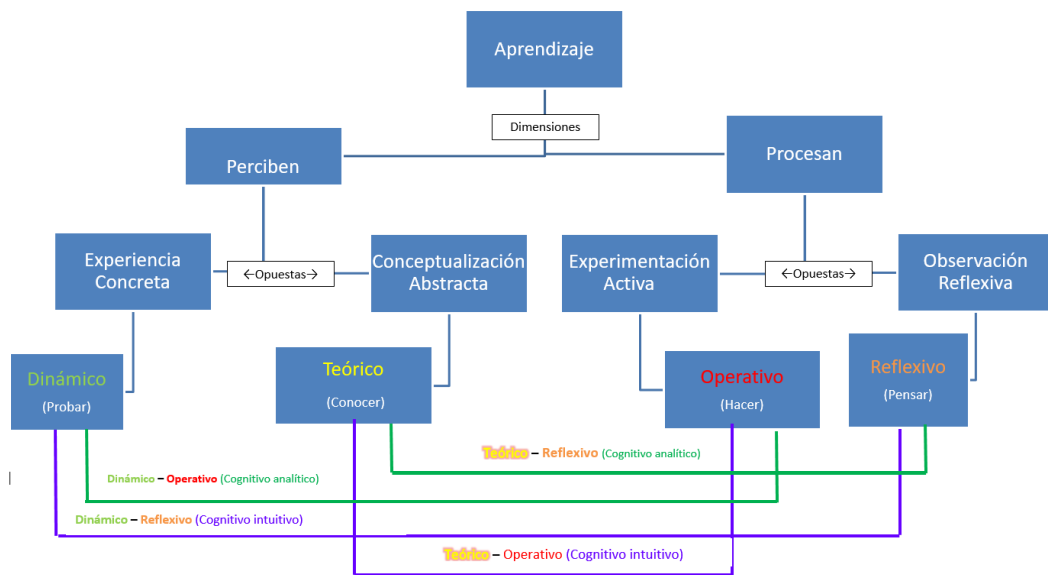 Aprendizaje
Dimensiones
Perciben
Procesan
Experiencia
Concreta
←Opuestas→
Conceptualización
Abstracta
Experimentación
Activa
←Opuestas→
Observación
Reflexiva
Dinámico
(Probar)
Teórico
(Conocer)
Operativo
(Hacer)
Reflexivo
(Pensar)
Teórico – Reflexivo (Cognitivo analítico)
Dinámico – Operativo (Cognitivo analítico)
Dinámico – Reflexivo (Cognitivo intuitivo)
Teórico – Operativo (Cognitivo intuitivo)